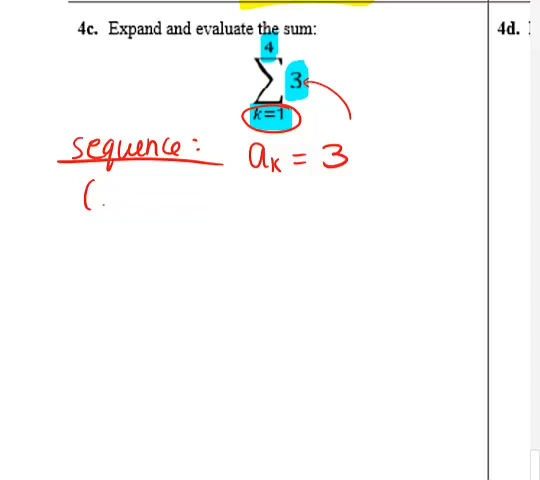 4c. Expand and evaluate the sum: 4d.
4
∑ 3
k=1
sequence: aₖ = 3
(